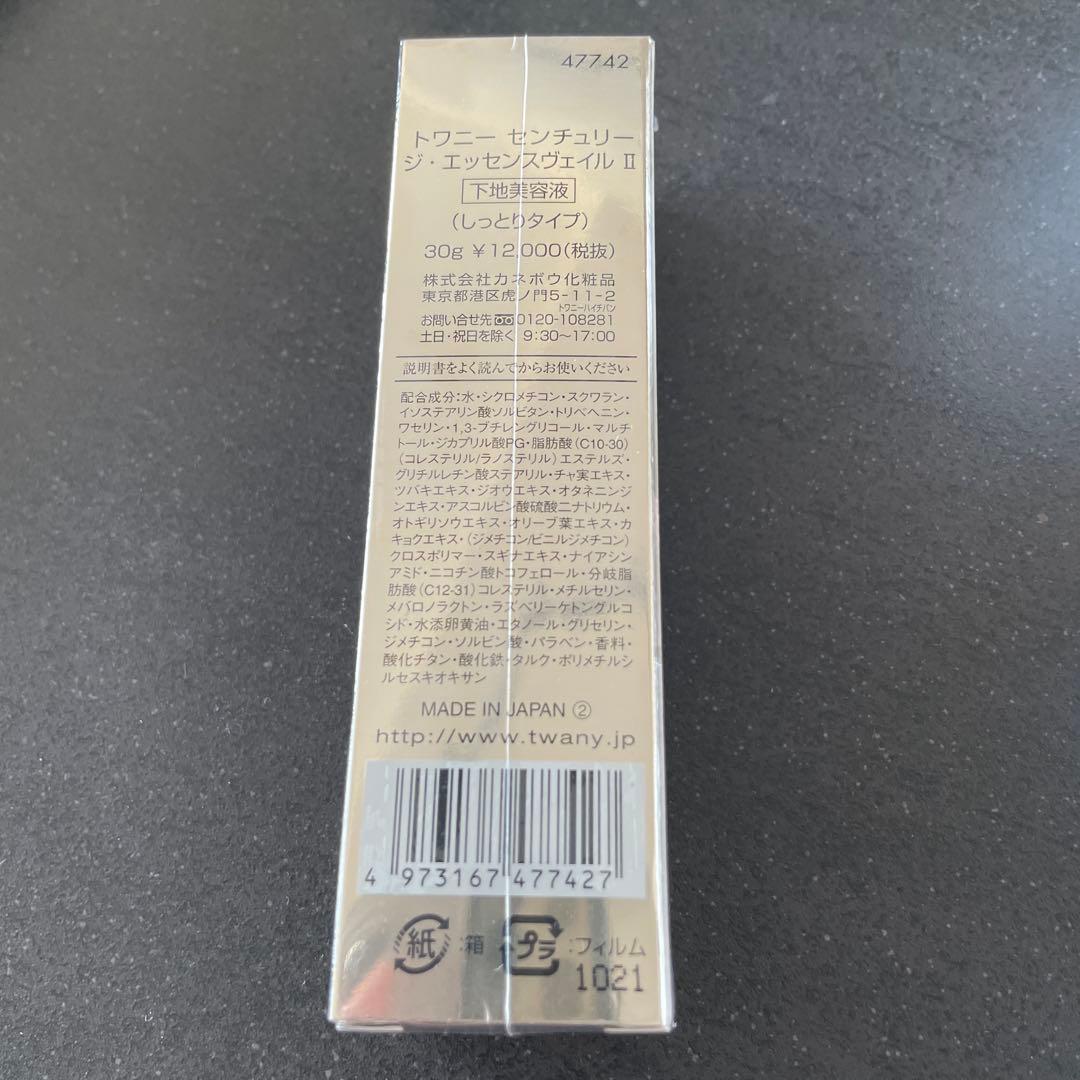 47742
トワニー センチュリー
ジ・エッセンスヴェイル Ⅱ
下地美容液
(しっとりタイプ)
30g ¥12,000(税抜)
株式会社カネボウ化粧品
東京都港区虎ノ門5-11-2
トワニーハイチバン
お問い合せ先 0120-108281
土日・祝日を除く 9:30〜17:00
説明書をよく読んでからお使いください
配合成分:水・シクロメチコン・スクワラン・
イソステアリン酸ソルビタン・トリベヘニン・
ワセリン・1,3-ブチレングリコール・マルチ
トール・ジカプリル酸PG・脂肪酸(C10-30)
(コレステリル/ラノステリル)エステルズ・
グリチルレチン酸ステアリル・チャ実エキス・
ツバキエキス・ジオウエキス・オタネニンジ
ンエキス・アスコルビン酸硫酸二ナトリウム・
オトギリソウエキス・オリーブ葉エキス・カ
キョクエキス・(ジメチコン/ビニルジメチコン)
クロスポリマー・スギナエキス・ナイアシン
アミド・ニコチン酸トコフェロール・分岐脂
肪酸(C12-31)コレステリル・メチルセリン・
メバロノラクトン・ラズベリーケトングルコ
シド・水添卵黄油・エタノール・グリセリン・
ジメチコン・ソルビン酸・パラベン・香料・
酸化チタン・酸化鉄・タルク・ポリメチルシ
ルセスキオキサン
MADE IN JAPAN ②
http://www.twany.jp
4 973167 477427
紙 :箱 プラ :フィルム
1021